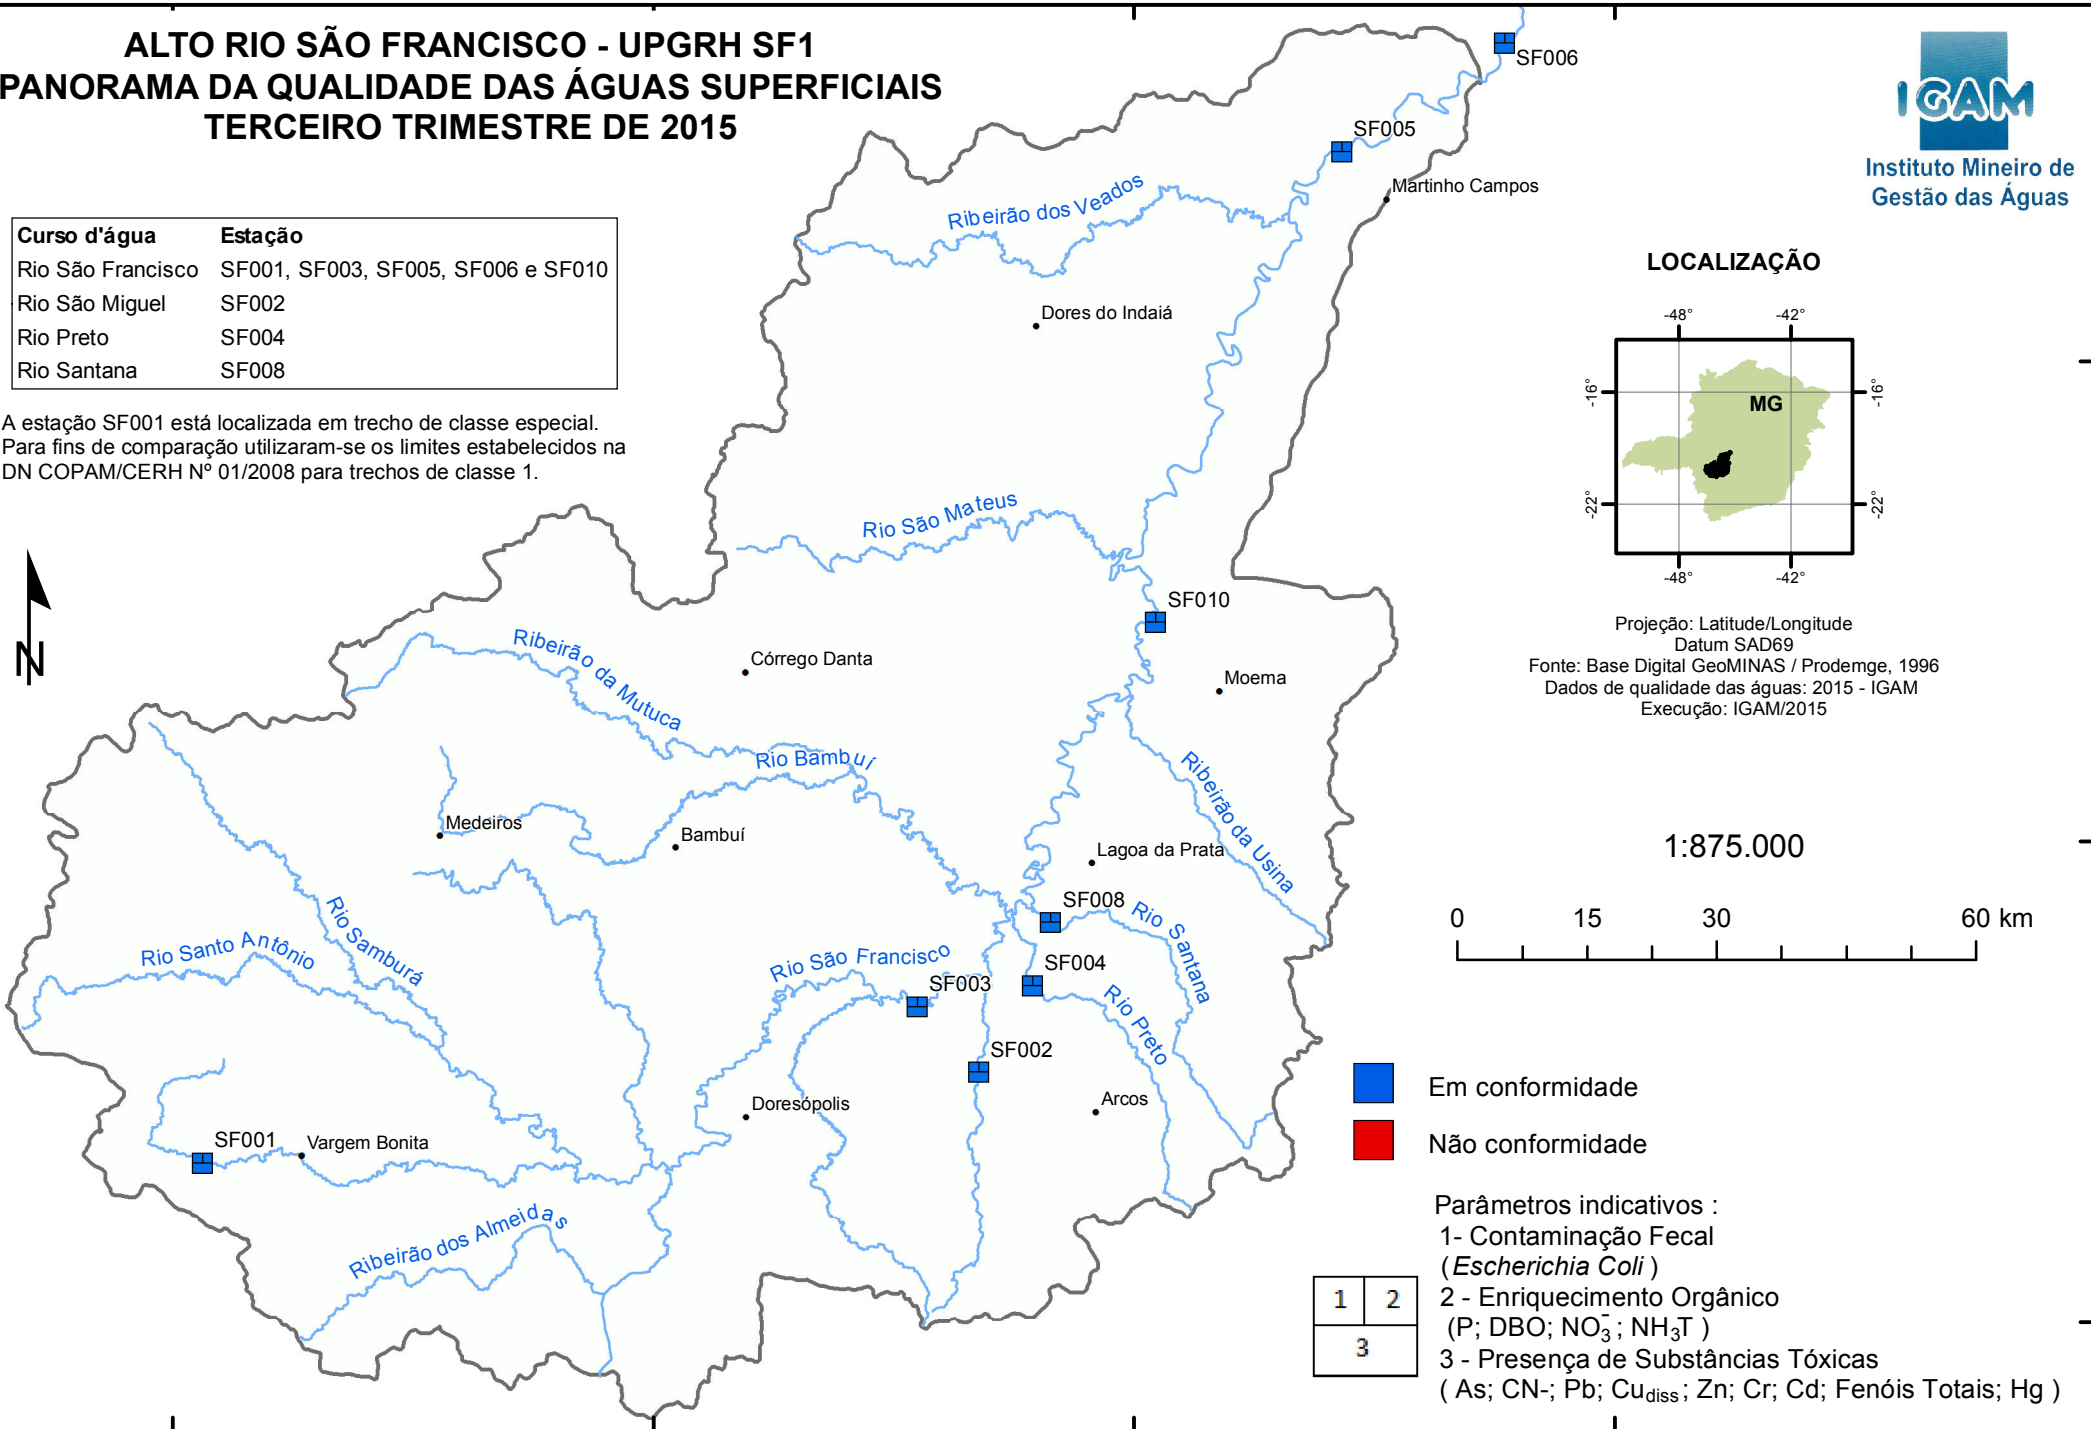 ALTO RIO SÃO FRANCISCO - UPGRH SF1
PANORAMA DA QUALIDADE DAS ÁGUAS SUPERFICIAIS
TERCEIRO TRIMESTRE DE 2015
IGAM
Instituto Mineiro de
Gestão das Águas
Curso d'água Estação
Rio São Francisco SF001, SF003, SF005, SF006 e SF010
Rio São Miguel SF002
Rio Preto SF004
Rio Santana SF008
A estação SF001 está localizada em trecho de classe especial.
Para fins de comparação utilizaram-se os limites estabelecidos na
DN COPAM/CERH Nº 01/2008 para trechos de classe 1.
N
SF006
SF005
Martinho Campos
Ribeirão dos Veados
Dores do Indaiá
Rio São Mateus
SF010
Ribeirão da Mutuca
Córrego Danta
Moema
Rio Bambuí
Ribeirão da Usina
Medeiros
Bambuí
Lagoa da Prata
SF008
Rio Santana
Rio Samburá
Rio Santo Antônio
Rio São Francisco
SF003
SF004
Rio Preto
SF002
Doresópolis
Arcos
SF001
Vargem Bonita
Ribeirão dos Almeidas
LOCALIZAÇÃO
-48° -42°
-16° -16°
MG
-22° -22°
-48° -42°
Projeção: Latitude/Longitude
Datum SAD69
Fonte: Base Digital GeoMINAS / Prodemge, 1996
Dados de qualidade das águas: 2015 - IGAM
Execução: IGAM/2015
1:875.000
0 15 30 60 km
Em conformidade
Não conformidade
Parâmetros indicativos :
1- Contaminação Fecal
(Escherichia Coli )
2 - Enriquecimento Orgânico
(P; DBO; NO₃⁻; NH₃T )
3 - Presença de Substâncias Tóxicas
( As; CN-; Pb; Cu diss ; Zn; Cr; Cd; Fenóis Totais; Hg )
1 2
3